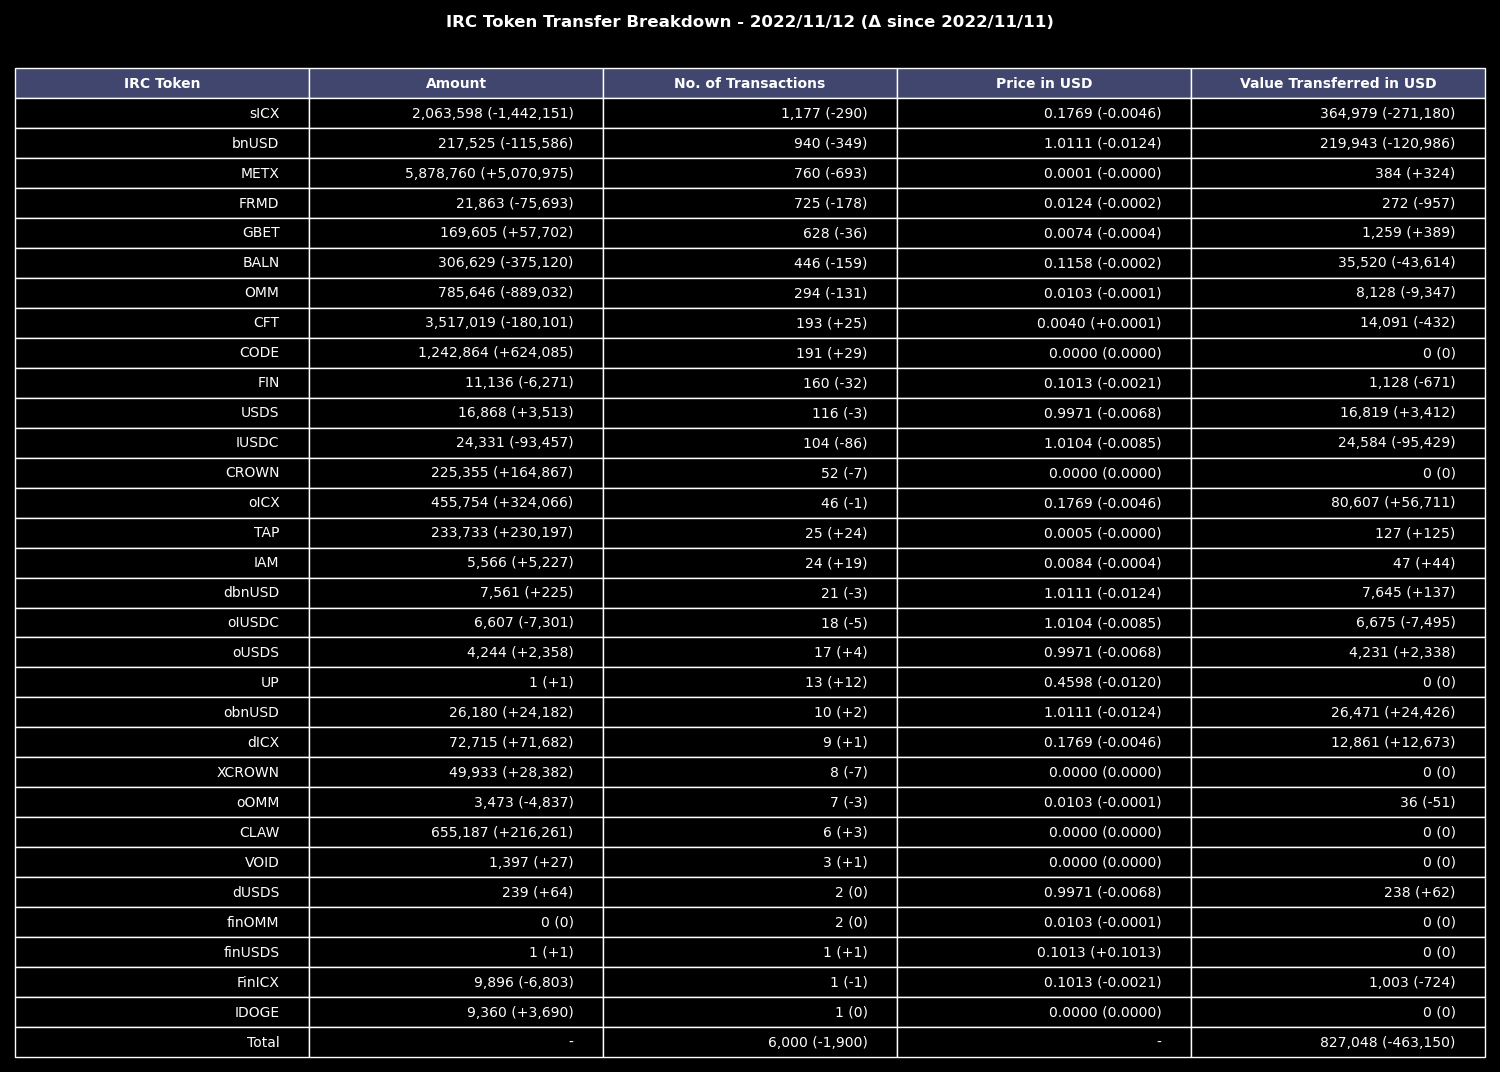 IRC Token Transfer Breakdown - 2022/11/12 (Δ since 2022/11/11)
IRC Token Amount No. of Transactions Price in USD Value Transferred in USD
sICX 2,063,598 (-1,442,151) 1,177 (-290) 0.1769 (-0.0046) 364,979 (-271,180)
bnUSD 217,525 (-115,586) 940 (-349) 1.0111 (-0.0124) 219,943 (-120,986)
METX 5,878,760 (+5,070,975) 760 (-693) 0.0001 (-0.0000) 384 (+324)
FRMD 21,863 (-75,693) 725 (-178) 0.0124 (-0.0002) 272 (-957)
GBET 169,605 (+57,702) 628 (-36) 0.0074 (-0.0004) 1,259 (+389)
BALN 306,629 (-375,120) 446 (-159) 0.1158 (-0.0002) 35,520 (-43,614)
OMM 785,646 (-889,032) 294 (-131) 0.0103 (-0.0001) 8,128 (-9,347)
CFT 3,517,019 (-180,101) 193 (+25) 0.0040 (+0.0001) 14,091 (-432)
CODE 1,242,864 (+624,085) 191 (+29) 0.0000 (0.0000) 0 (0)
FIN 11,136 (-6,271) 160 (-32) 0.1013 (-0.0021) 1,128 (-671)
USDS 16,868 (+3,513) 116 (-3) 0.9971 (-0.0068) 16,819 (+3,412)
IUSDC 24,331 (-93,457) 104 (-86) 1.0104 (-0.0085) 24,584 (-95,429)
CROWN 225,355 (+164,867) 52 (-7) 0.0000 (0.0000) 0 (0)
oICX 455,754 (+324,066) 46 (-1) 0.1769 (-0.0046) 80,607 (+56,711)
TAP 233,733 (+230,197) 25 (+24) 0.0005 (-0.0000) 127 (+125)
IAM 5,566 (+5,227) 24 (+19) 0.0084 (-0.0004) 47 (+44)
dbnUSD 7,561 (+225) 21 (-3) 1.0111 (-0.0124) 7,645 (+137)
oIUSDC 6,607 (-7,301) 18 (-5) 1.0104 (-0.0085) 6,675 (-7,495)
oUSDS 4,244 (+2,358) 17 (+4) 0.9971 (-0.0068) 4,231 (+2,338)
UP 1 (+1) 13 (+12) 0.4598 (-0.0120) 0 (0)
obnUSD 26,180 (+24,182) 10 (+2) 1.0111 (-0.0124) 26,471 (+24,426)
dICX 72,715 (+71,682) 9 (+1) 0.1769 (-0.0046) 12,861 (+12,673)
XCROWN 49,933 (+28,382) 8 (-7) 0.0000 (0.0000) 0 (0)
oOMM 3,473 (-4,837) 7 (-3) 0.0103 (-0.0001) 36 (-51)
CLAW 655,187 (+216,261) 6 (+3) 0.0000 (0.0000) 0 (0)
VOID 1,397 (+27) 3 (+1) 0.0000 (0.0000) 0 (0)
dUSDS 239 (+64) 2 (0) 0.9971 (-0.0068) 238 (+62)
finOMM 0 (0) 2 (0) 0.0103 (-0.0001) 0 (0)
finUSDS 1 (+1) 1 (+1) 0.1013 (+0.1013) 0 (0)
FinICX 9,896 (-6,803) 1 (-1) 0.1013 (-0.0021) 1,003 (-724)
IDOGE 9,360 (+3,690) 1 (0) 0.0000 (0.0000) 0 (0)
Total - 6,000 (-1,900) - 827,048 (-463,150)